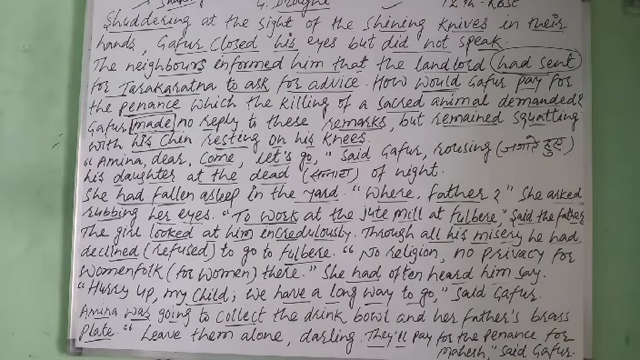 G. Drought 12th - RBSE
Shuddering at the sight of the shining knives in their
hands, Gafur closed his eyes but did not speak.
The neighbours informed him that the landlord had sent
for Tarakaratna to ask for advice. How would Gafur pay for
the penance which the killing of a sacred animal demanded?
Gafur made no reply to these remarks, but remained squatting
with his chin resting on his knees.
"Amina, dear, come, let's go," said Gafur, rousing (जगाते हुए)
his daughter at the dead of night.
She had fallen asleep in the yard. "Where, father?" She asked
rubbing her eyes. "To work at the jute mill at fulbere," said the father.
The girl looked at him incredulously. Through all his misery he had
declined (refused) to go to fulbere. "No religion, no privacy for
womenfolk (for women) there." She had often heard him say.
"Hurry up, my child; we have a long way to go," said Gafur.
Amina was going to collect the drink bowl and her father's brass
plate. "Leave them alone, darling. They'll pay for the penance for
Mahesh," said Gafur.